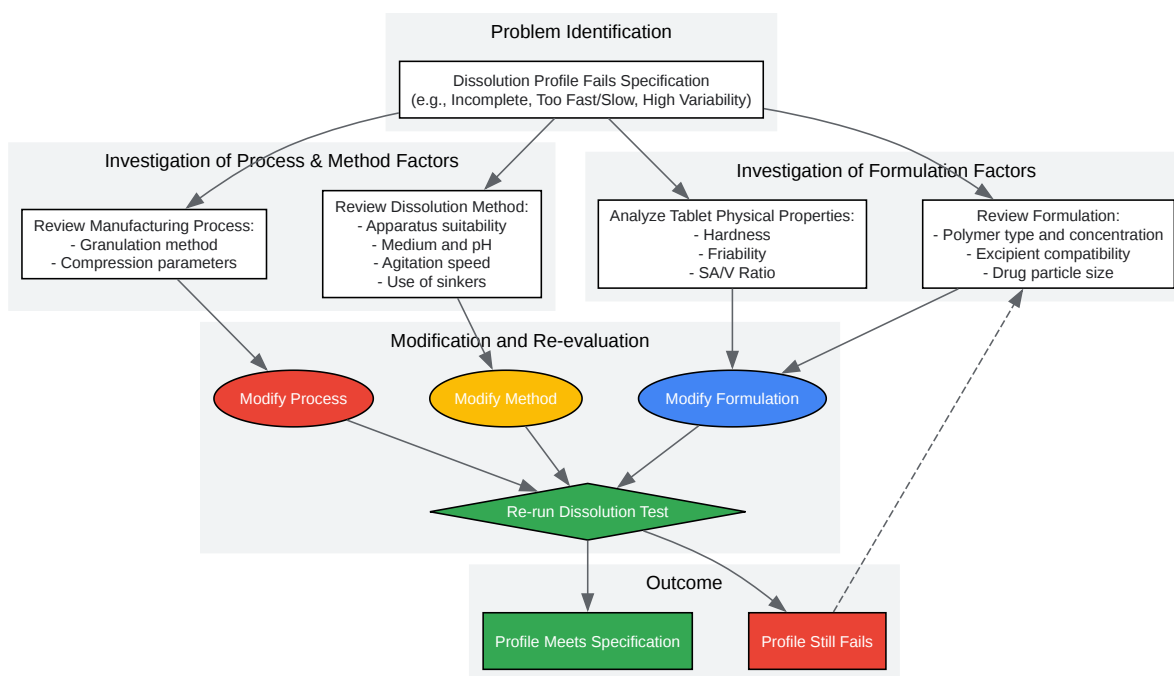 Problem Identification
Dissolution Profile Fails Specification
(e.g., Incomplete, Too Fast/Slow, High Variability)
Investigation of Process & Method Factors
Review Manufacturing Process:
- Granulation method
- Compression parameters
Review Dissolution Method:
- Apparatus suitability
- Medium and pH
- Agitation speed
- Use of sinkers
Investigation of Formulation Factors
Analyze Tablet Physical Properties:
- Hardness
- Friability
- SA/V Ratio
Review Formulation:
- Polymer type and concentration
- Excipient compatibility
- Drug particle size
Modification and Re-evaluation
Modify Process
Modify Method
Modify Formulation
Re-run Dissolution Test
Outcome
Profile Meets Specification
Profile Still Fails